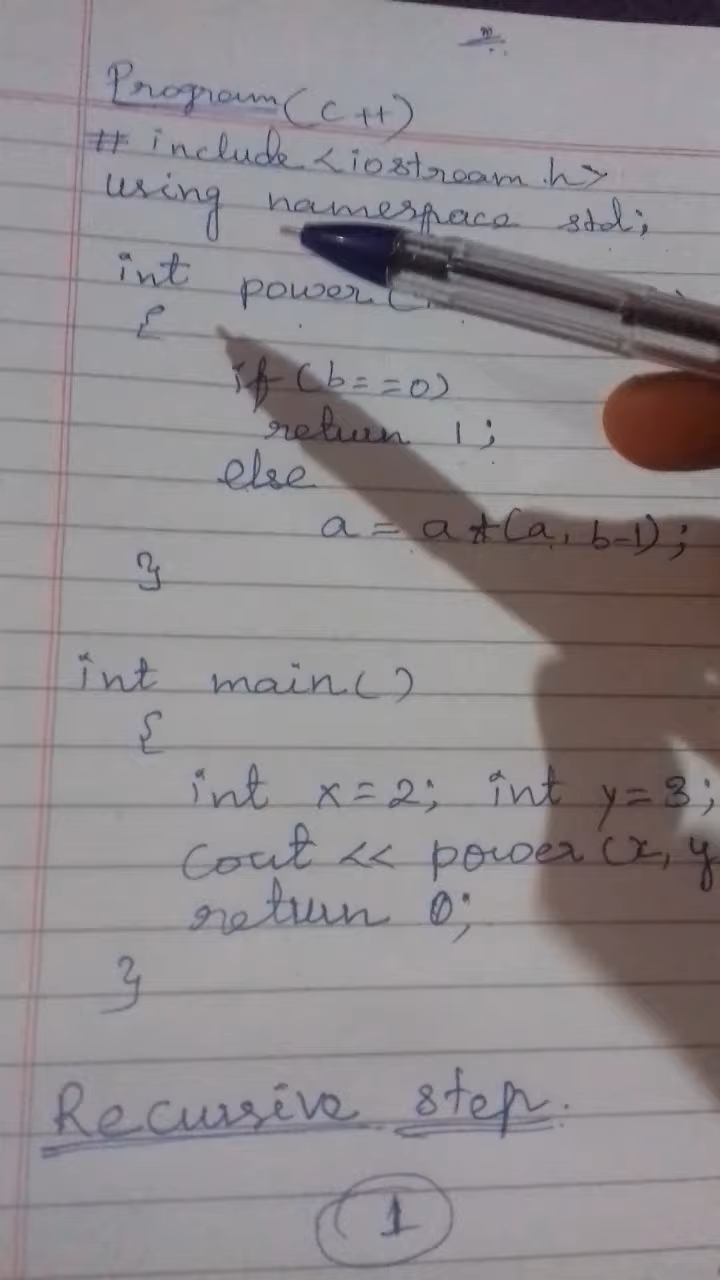 Program (C++)
# include <iostream.h>
using namespace std;
int power(
{
if (b==0)
return 1;
else
a = a*(a, b-1);
}
int main()
{
int x=2; int y=3;
cout << power(x, y
return 0;
}
Recursive step.
1